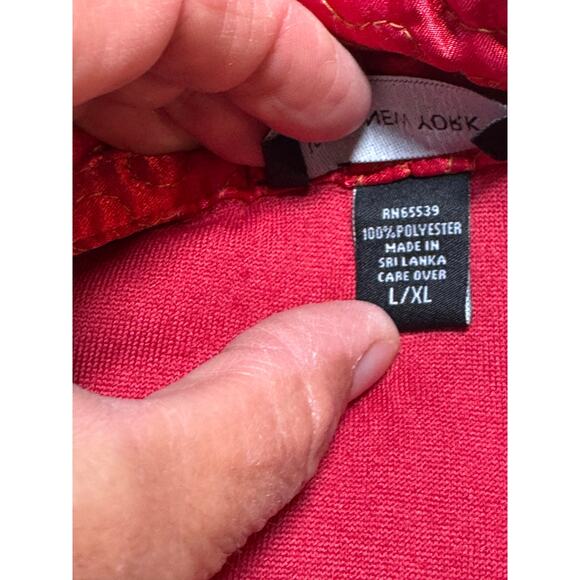 NEW YORK
RN65539
100%POLYESTER
MADE IN
SRI LANKA
CARE OVER
L/XL